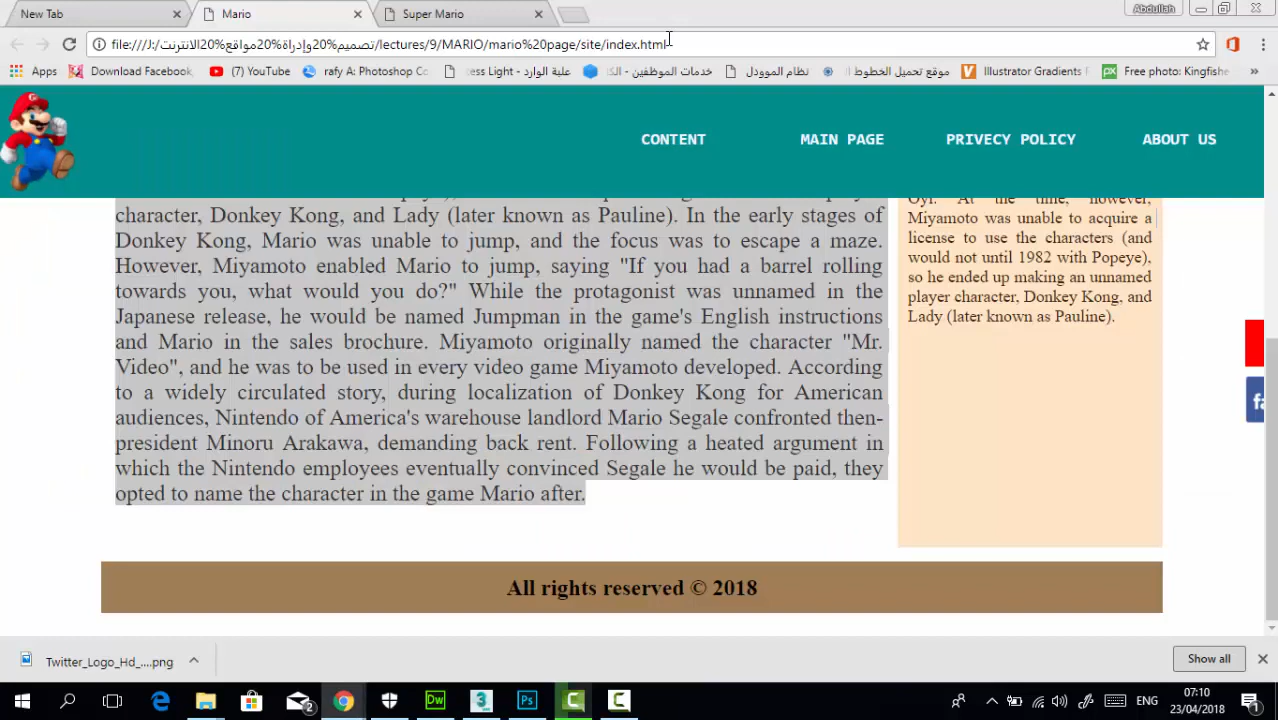 New Tab
Mario
Super Mario
Abdullah
file:///J:/تصميم%20وإدراة%20مواقع%20الانترنت/lectures/9/MARIO/mario%20page/site/index.html
Apps
Download Facebook
(7) YouTube
rafy A: Photoshop C
ess Light - علبة الوارد
خدمات الموظفين - الك
نظام الموودل
موقع تحميل الخطوط ا
Illustrator Gradients
Free photo: Kingfishe
»
CONTENT
MAIN PAGE
PRIVECY POLICY
ABOUT US
character, Donkey Kong, and Lady (later known as Pauline). In the early stages of
Donkey Kong, Mario was unable to jump, and the focus was to escape a maze.
However, Miyamoto enabled Mario to jump, saying "If you had a barrel rolling
towards you, what would you do?" While the protagonist was unnamed in the
Japanese release, he would be named Jumpman in the game's English instructions
and Mario in the sales brochure. Miyamoto originally named the character "Mr.
Video", and he was to be used in every video game Miyamoto developed. According
to a widely circulated story, during localization of Donkey Kong for American
audiences, Nintendo of America's warehouse landlord Mario Segale confronted then-
president Minoru Arakawa, demanding back rent. Following a heated argument in
which the Nintendo employees eventually convinced Segale he would be paid, they
opted to name the character in the game Mario after.
Oyl. At the time, however,
Miyamoto was unable to acquire a
license to use the characters (and
would not until 1982 with Popeye),
so he ended up making an unnamed
player character, Donkey Kong, and
Lady (later known as Pauline).
All rights reserved © 2018
Twitter_Logo_Hd_....png
Show all
Dw
3
Ps
2
ENG
07:10
23/04/2018
1